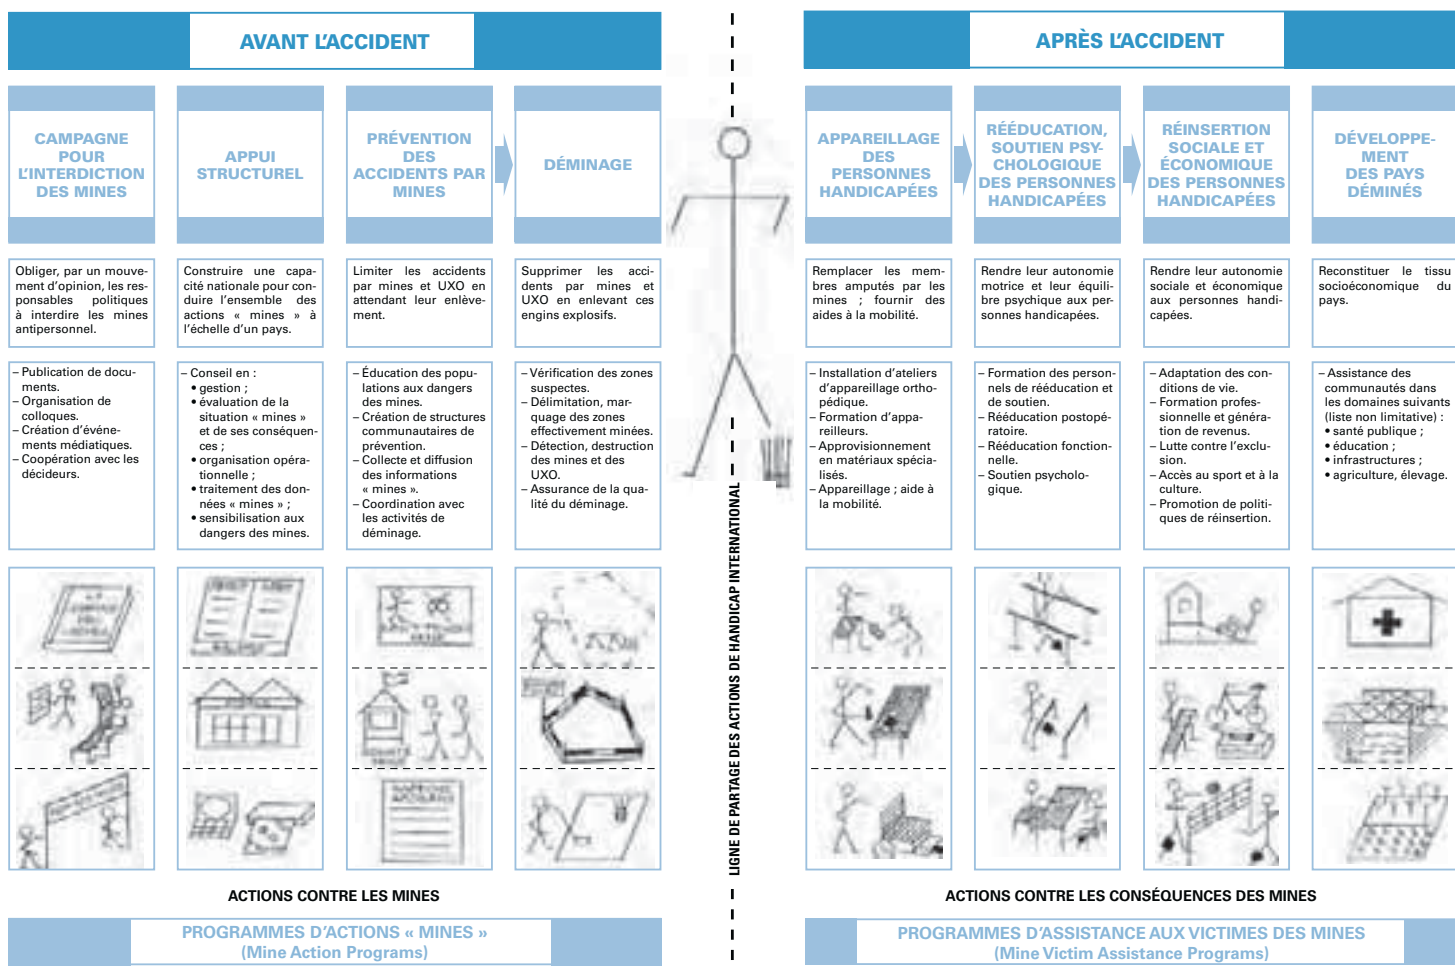 AVANT L'ACCIDENT
CAMPAGNE
POUR
L'INTERDICTION
DES MINES
APPUI
STRUCTUREL
PRÉVENTION
DES
ACCIDENTS PAR
MINES
DÉMINAGE
Obliger, par un mouve-
ment d'opinion, les res-
ponsables politiques
à interdire les mines
antipersonnel.
Construire une capa-
cité nationale pour con-
duire l'ensemble des
actions « mines » à
l'échelle d'un pays.
Limiter les accidents
par mines et UXO en
attendant leur enlève-
ment.
Supprimer les acci-
dents par mines et
UXO en enlevant ces
engins explosifs.
– Publication de docu-
ments.
– Organisation de
colloques.
– Création d'événe-
ments médiatiques.
– Coopération avec les
décideurs.
– Conseil en :
• gestion ;
• évaluation de la
situation « mines »
et de ses conséquen-
ces ;
• organisation opéra-
tionnelle ;
• traitement des don-
nées « mines » ;
• sensibilisation aux
dangers des mines.
– Éducation des popu-
lations aux dangers
des mines.
– Création de structures
communautaires de
prévention.
– Collecte et diffusion
des informations
« mines ».
– Coordination avec
les activités de
déminage.
– Vérification des zones
suspectes.
– Délimitation, mar-
quage des zones
effectivement minées.
– Détection, destruction
des mines et des
UXO.
– Assurance de la qua-
lité du déminage.
ACTIONS CONTRE LES MINES
PROGRAMMES D'ACTIONS « MINES »
(Mine Action Programs)
LIGNE DE PARTAGE DES ACTIONS DE HANDICAP INTERNATIONAL
APRÈS L'ACCIDENT
APPAREILLAGE
DES
PERSONNES
HANDICAPÉES
RÉÉDUCATION,
SOUTIEN PSY-
CHOLOGIQUE
DES PERSONNES
HANDICAPÉES
RÉINSERTION
SOCIALE ET
ÉCONOMIQUE
DES PERSONNES
HANDICAPÉES
DÉVELOPPE-
MENT
DES PAYS
DÉMINÉS
Remplacer les mem-
bres amputés par les
mines ; fournir des
aides à la mobilité.
Rendre leur autonomie
motrice et leur équili-
bre psychique aux per-
sonnes handicapées.
Rendre leur autonomie
sociale et économique
aux personnes handi-
capées.
Reconstituer le tissu
socioéconomique du
pays.
– Installation d'ateliers
d'appareillage ortho-
pédique.
– Formation d'appa-
reilleurs.
– Approvisionnement
en matériaux spécia-
lisés.
– Appareillage ; aide à
la mobilité.
– Formation des person-
nels de rééducation et
de soutien.
– Rééducation postopé-
ratoire.
– Rééducation fonction-
nelle.
– Soutien psycholo-
gique.
– Adaptation des con-
ditions de vie.
– Formation profes-
sionnelle et généra-
tion de revenus.
– Lutte contre l'exclu-
sion.
– Accès au sport et à la
culture.
– Promotion de politi-
ques de réinsertion.
– Assistance des
communautés dans
les domaines suivants
(liste non limitative) :
• santé publique ;
• éducation ;
• infrastructures ;
• agriculture, élevage.
ACTIONS CONTRE LES CONSÉQUENCES DES MINES
PROGRAMMES D'ASSISTANCE AUX VICTIMES DES MINES
(Mine Victim Assistance Programs)